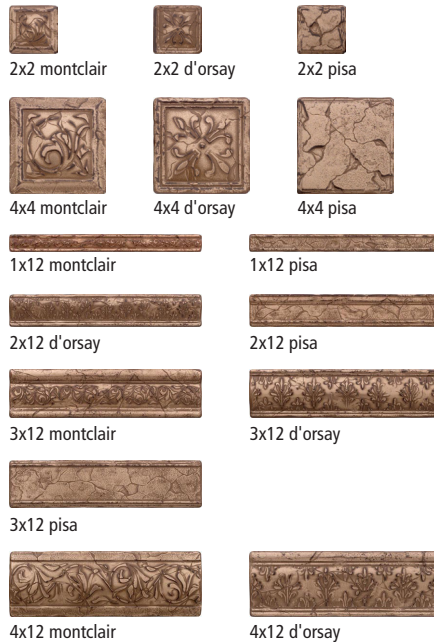 2x2 montclair 2x2 d'orsay 2x2 pisa
4x4 montclair 4x4 d'orsay 4x4 pisa
1x12 montclair 1x12 pisa
2x12 d'orsay 2x12 pisa
3x12 montclair 3x12 d'orsay
3x12 pisa
4x12 montclair 4x12 d'orsay